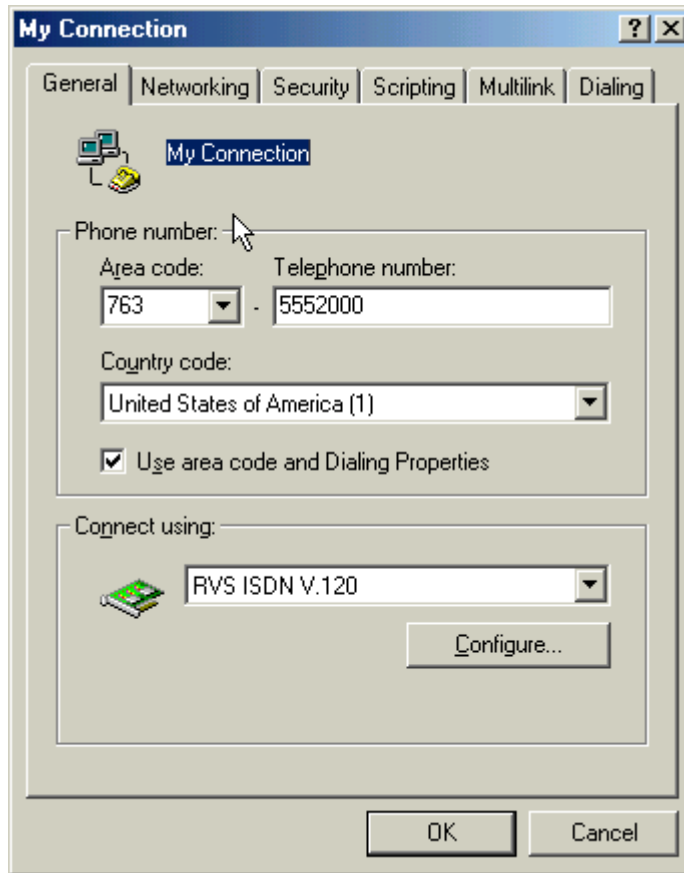 My Connection
General Networking Security Scripting Multilink Dialing
My Connection
Phone number:
Area code: Telephone number:
763 - 5552000
Country code:
United States of America (1)
Use area code and Dialing Properties
Connect using:
RVS ISDN V.120
Configure...
OK Cancel